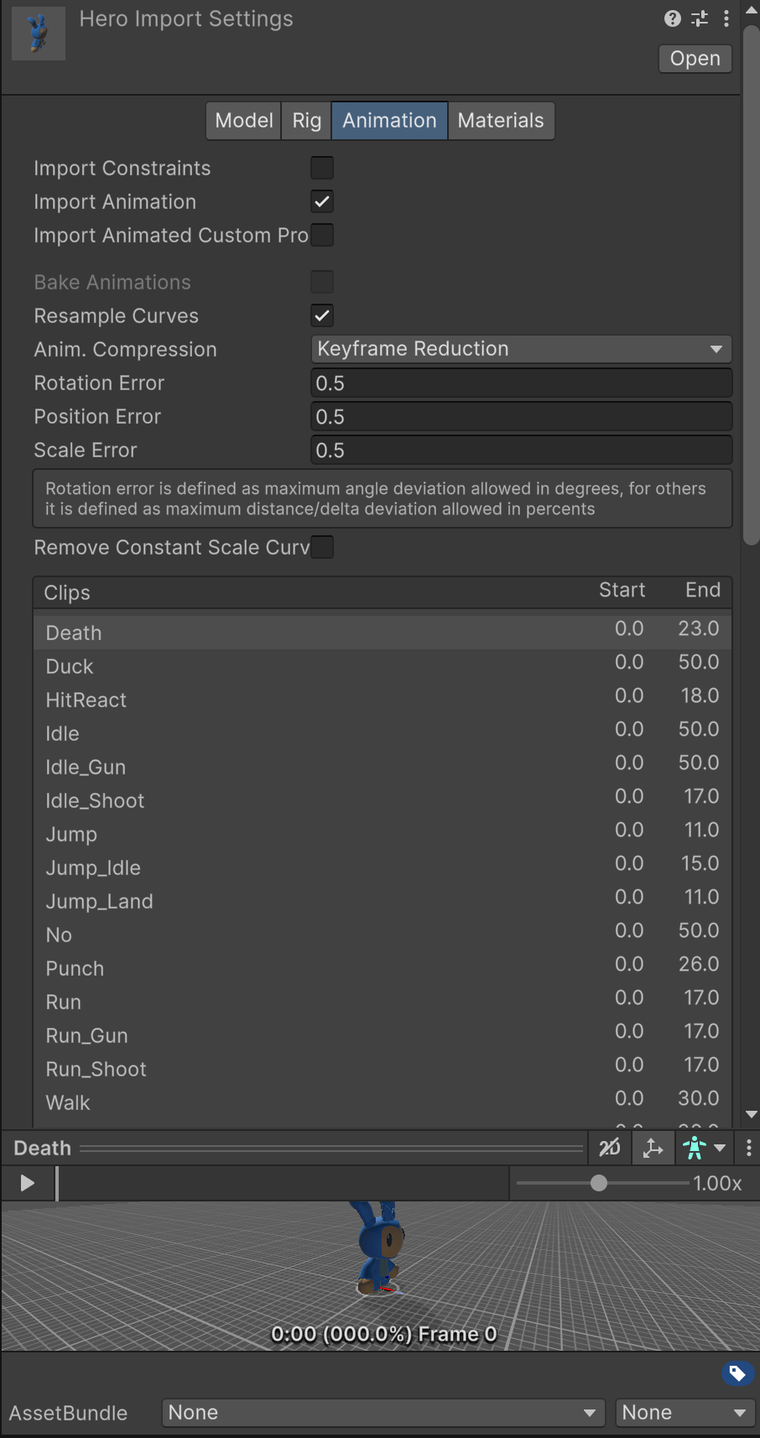 Hero Import Settings
Open
Model Rig Animation Materials
Import Constraints
Import Animation
Import Animated Custom Pro
Bake Animations
Resample Curves
Anim. Compression Keyframe Reduction
Rotation Error 0.5
Position Error 0.5
Scale Error 0.5
Rotation error is defined as maximum angle deviation allowed in degrees, for others
it is defined as maximum distance/delta deviation allowed in percents
Remove Constant Scale Curv
Clips Start End
Death 0.0 23.0
Duck 0.0 50.0
HitReact 0.0 18.0
Idle 0.0 50.0
Idle_Gun 0.0 50.0
Idle_Shoot 0.0 17.0
Jump 0.0 11.0
Jump_Idle 0.0 15.0
Jump_Land 0.0 11.0
No 0.0 50.0
Punch 0.0 26.0
Run 0.0 17.0
Run_Gun 0.0 17.0
Run_Shoot 0.0 17.0
Walk 0.0 30.0
Death 2D
1.00x
0:00 (000.0%) Frame 0
AssetBundle None None